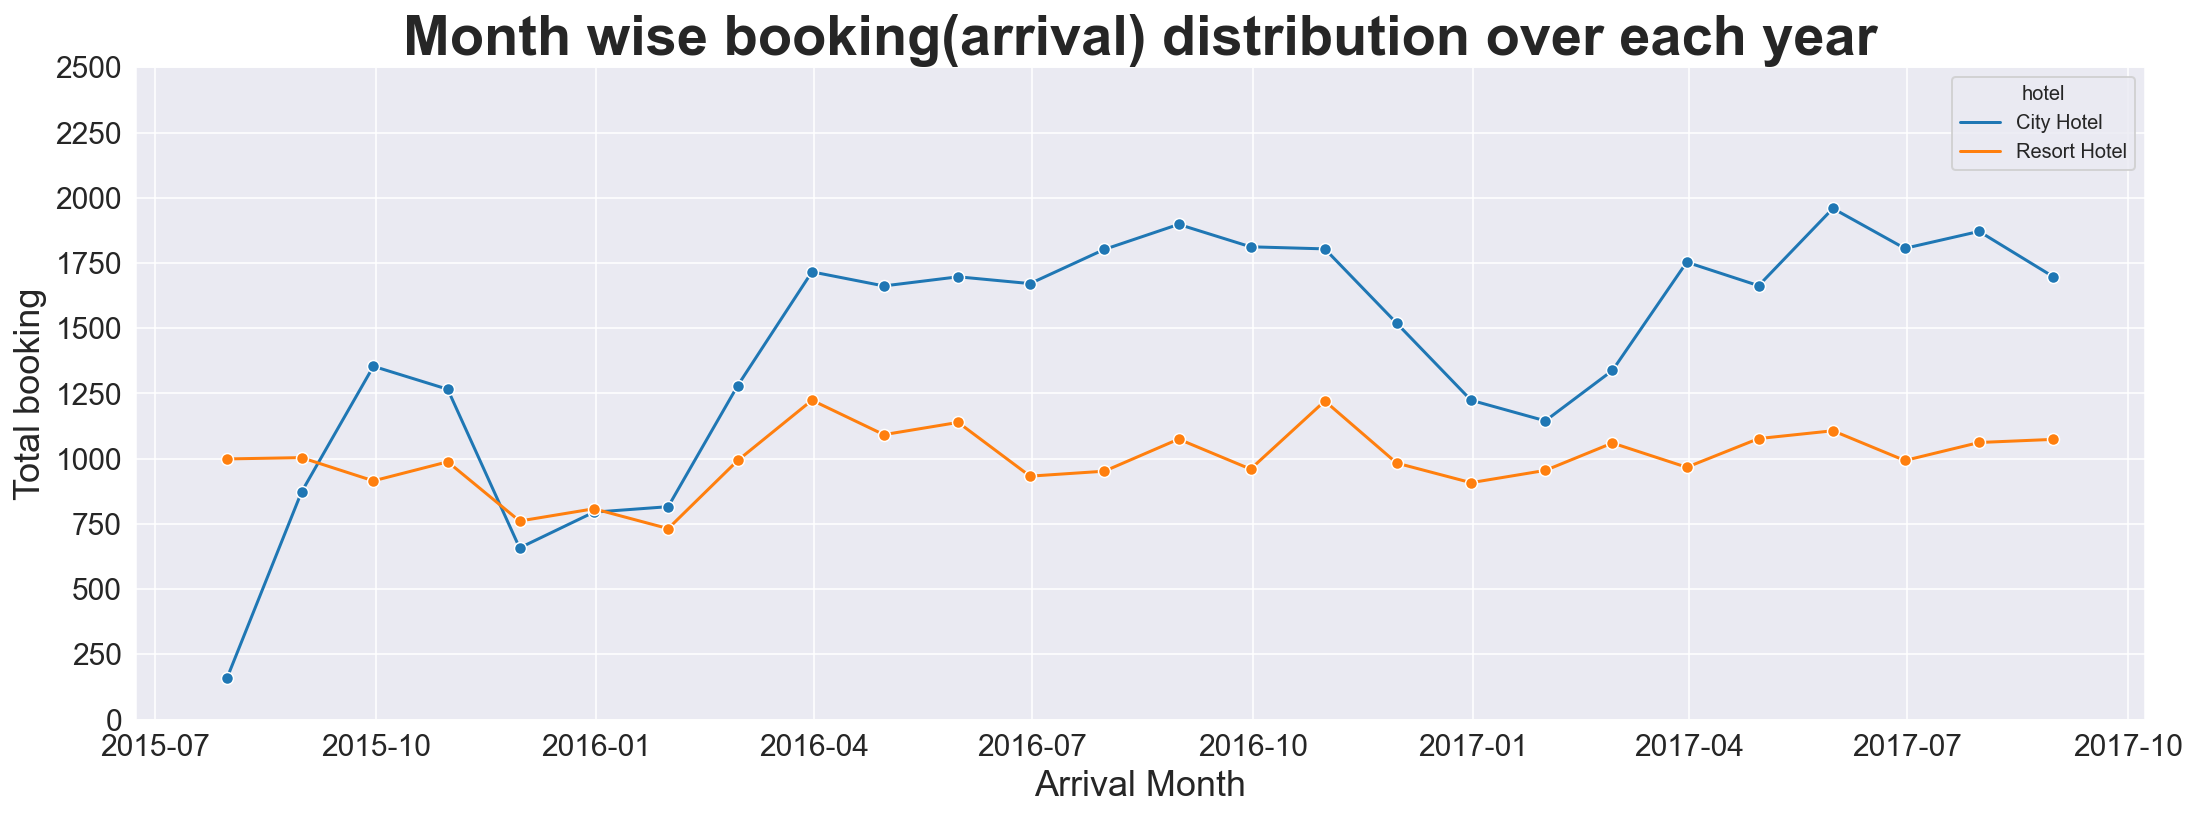 Month wise booking(arrival) distribution over each year
2500
2250
2000
1750
1500
1250
1000
750
500
250
0
Total booking
hotel
City Hotel
Resort Hotel
2015-07 2015-10 2016-01 2016-04 2016-07 2016-10 2017-01 2017-04 2017-07 2017-10
Arrival Month